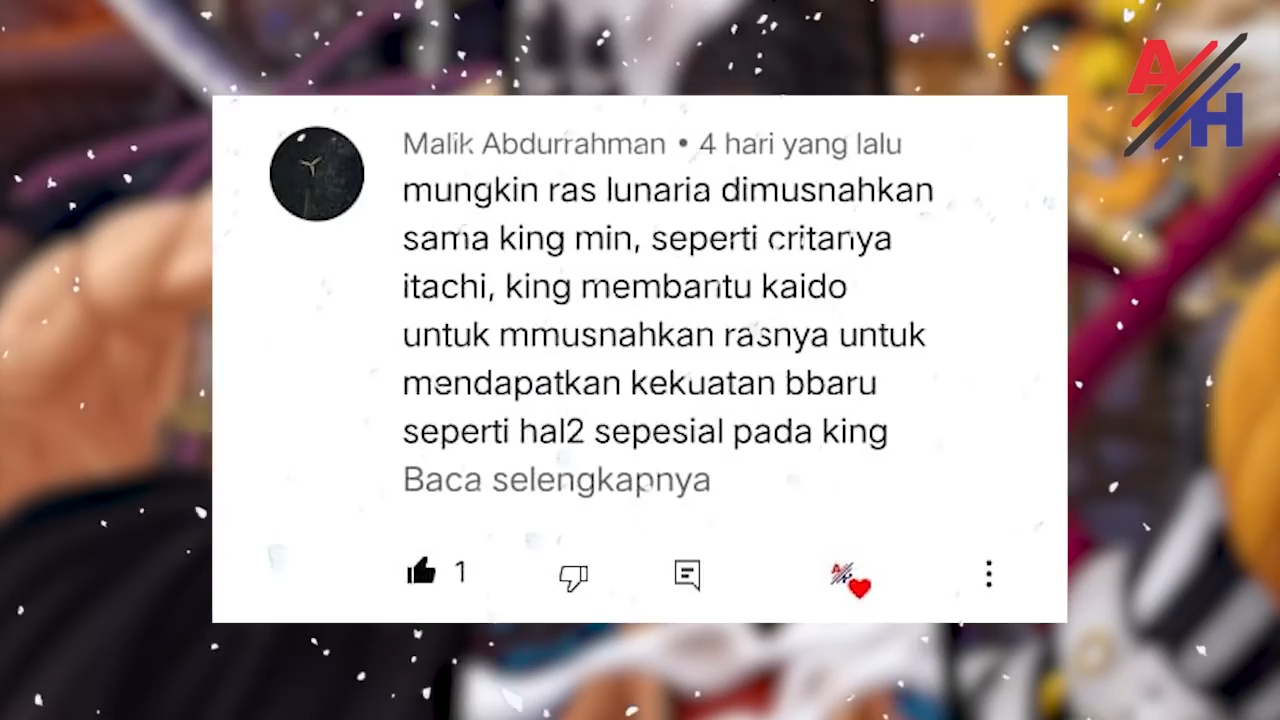 A/H
Malik Abdurrahman • 4 hari yang lalu
mungkin ras lunaria dimusnahkan
sama king min, seperti critanya
itachi, king membantu kaido
untuk mmusnahkan rasnya untuk
mendapatkan kekuatan bbaru
seperti hal2 sepesial pada king
Baca selengkapnya
1